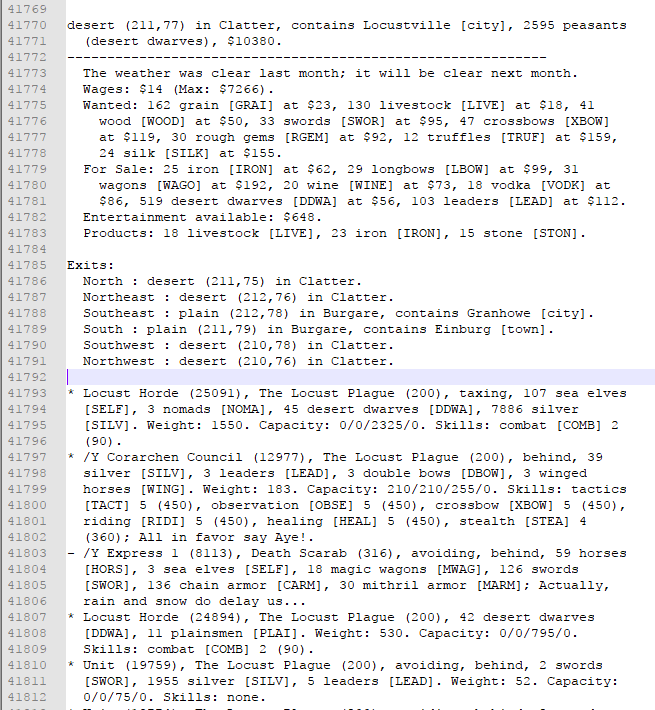 41769
41770 desert (211,77) in Clatter, contains Locustville [city], 2595 peasants
41771 (desert dwarves), $10380.
41772 ------------------------------------------------------------
41773 The weather was clear last month; it will be clear next month.
41774 Wages: $14 (Max: $7266).
41775 Wanted: 162 grain [GRAI] at $23, 130 livestock [LIVE] at $18, 41
41776 wood [WOOD] at $50, 33 swords [SWOR] at $95, 47 crossbows [XBOW]
41777 at $119, 30 rough gems [RGEM] at $92, 12 truffles [TRUF] at $159,
41778 24 silk [SILK] at $155.
41779 For Sale: 25 iron [IRON] at $62, 29 longbows [LBOW] at $99, 31
41780 wagons [WAGO] at $192, 20 wine [WINE] at $73, 18 vodka [VODK] at
41781 $86, 519 desert dwarves [DDWA] at $56, 103 leaders [LEAD] at $112.
41782 Entertainment available: $648.
41783 Products: 18 livestock [LIVE], 23 iron [IRON], 15 stone [STON].
41784
41785 Exits:
41786 North : desert (211,75) in Clatter.
41787 Northeast : desert (212,76) in Clatter.
41788 Southeast : plain (212,78) in Burgare, contains Granhowe [city].
41789 South : plain (211,79) in Burgare, contains Einburg [town].
41790 Southwest : desert (210,78) in Clatter.
41791 Northwest : desert (210,76) in Clatter.
41792
41793 * Locust Horde (25091), The Locust Plague (200), taxing, 107 sea elves
41794 [SELF], 3 nomads [NOMA], 45 desert dwarves [DDWA], 7886 silver
41795 [SILV]. Weight: 1550. Capacity: 0/0/2325/0. Skills: combat [COMB] 2
41796 (90).
41797 * /Y Corarchen Council (12977), The Locust Plague (200), behind, 39
41798 silver [SILV], 3 leaders [LEAD], 3 double bows [DBOW], 3 winged
41799 horses [WING]. Weight: 183. Capacity: 210/210/255/0. Skills: tactics
41800 [TACT] 5 (450), observation [OBSE] 5 (450), crossbow [XBOW] 5 (450),
41801 riding [RIDI] 5 (450), healing [HEAL] 5 (450), stealth [STEA] 4
41802 (360); All in favor say Aye!.
41803 - /Y Express 1 (8113), Death Scarab (316), avoiding, behind, 59 horses
41804 [HORS], 3 sea elves [SELF], 18 magic wagons [MWAG], 126 swords
41805 [SWOR], 136 chain armor [CARM], 30 mithril armor [MARM]; Actually,
41806 rain and snow do delay us...
41807 * Locust Horde (24894), The Locust Plague (200), 42 desert dwarves
41808 [DDWA], 11 plainsmen [PLAI]. Weight: 530. Capacity: 0/0/795/0.
41809 Skills: combat [COMB] 2 (90).
41810 * Unit (19759), The Locust Plague (200), avoiding, behind, 2 swords
41811 [SWOR], 1955 silver [SILV], 5 leaders [LEAD]. Weight: 52. Capacity:
41812 0/0/75/0. Skills: none.